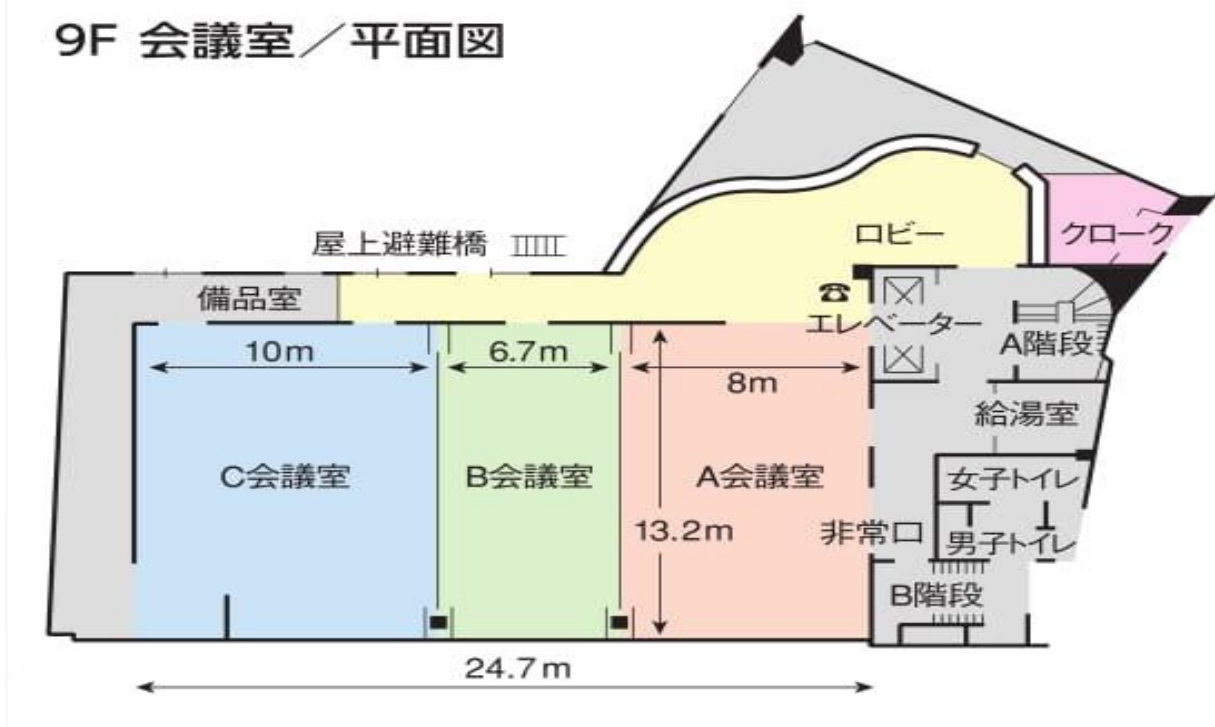 9F 会議室／平面図
屋上避難橋
ロビー
クローク
備品室
エレベーター
A階段
10m
6.7m
8m
給湯室
C会議室
B会議室
A会議室
女子トイレ
13.2m
非常口
男子トイレ
B階段
24.7m